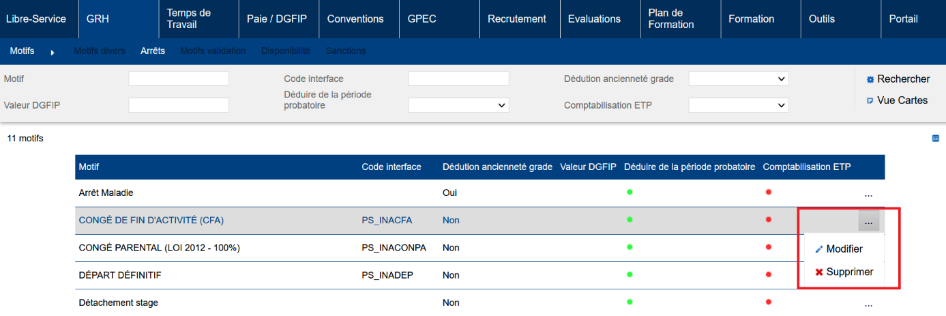 Libre-Service GRH Temps de Travail Paie / DGFIP Conventions GPEC Recrutement Evaluations Plan de Formation Formation Outils Portail
Motifs Motifs divers Arrêts Motifs validation Disponibilité Sanctions
Motif Code interface Dédution ancienneté grade Rechercher
Valeur DGFIP Déduire de la période probatoire Comptabilisation ETP Vue Cartes
11 motifs
Motif Code interface Dédution ancienneté grade Valeur DGFIP Déduire de la période probatoire Comptabilisation ETP
Arrêt Maladie Oui ...
CONGÉ DE FIN D'ACTIVITÉ (CFA) PS_INACFA Non ...
CONGÉ PARENTAL (LOI 2012 - 100%) PS_INACONPA Non
Modifier
DÉPART DÉFINITIF PS_INADEP Non
Supprimer
Détachement stage Non ...